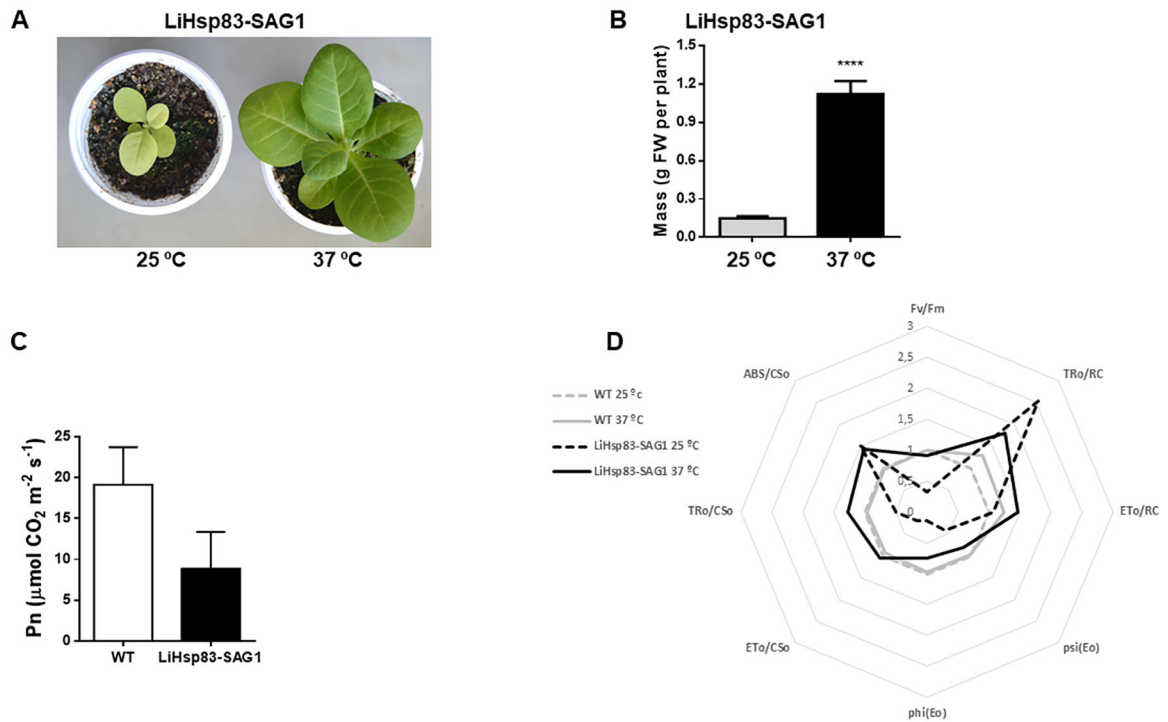 A
LiHsp83-SAG1
25 ºC
37 ºC
B
LiHsp83-SAG1
Mass (g FW per plant)
1.5
1.2
0.9
0.6
0.3
0.0
****
25 ºC
37 ºC
C
Pn (μmol CO2 m-2 s-1)
25
20
15
10
5
0
WT
LiHsp83-SAG1
D
WT 25 ºc
WT 37 ºC
LiHsp83-SAG1 25 ºC
LiHsp83-SAG1 37 ºC
Fv/Fm
TRo/RC
ETo/RC
psi(Eo)
phi(Eo)
ETo/CSo
TRo/CSo
ABS/CSo
3
2,5
2
1,5
1
0,5
0